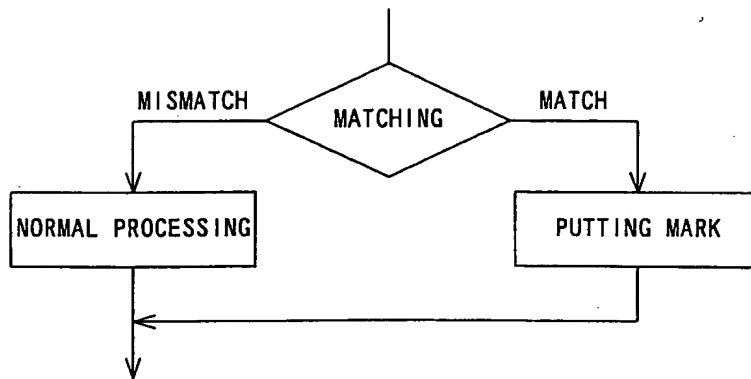 MISMATCH
MATCHING
MATCH
NORMAL PROCESSING
PUTTING MARK